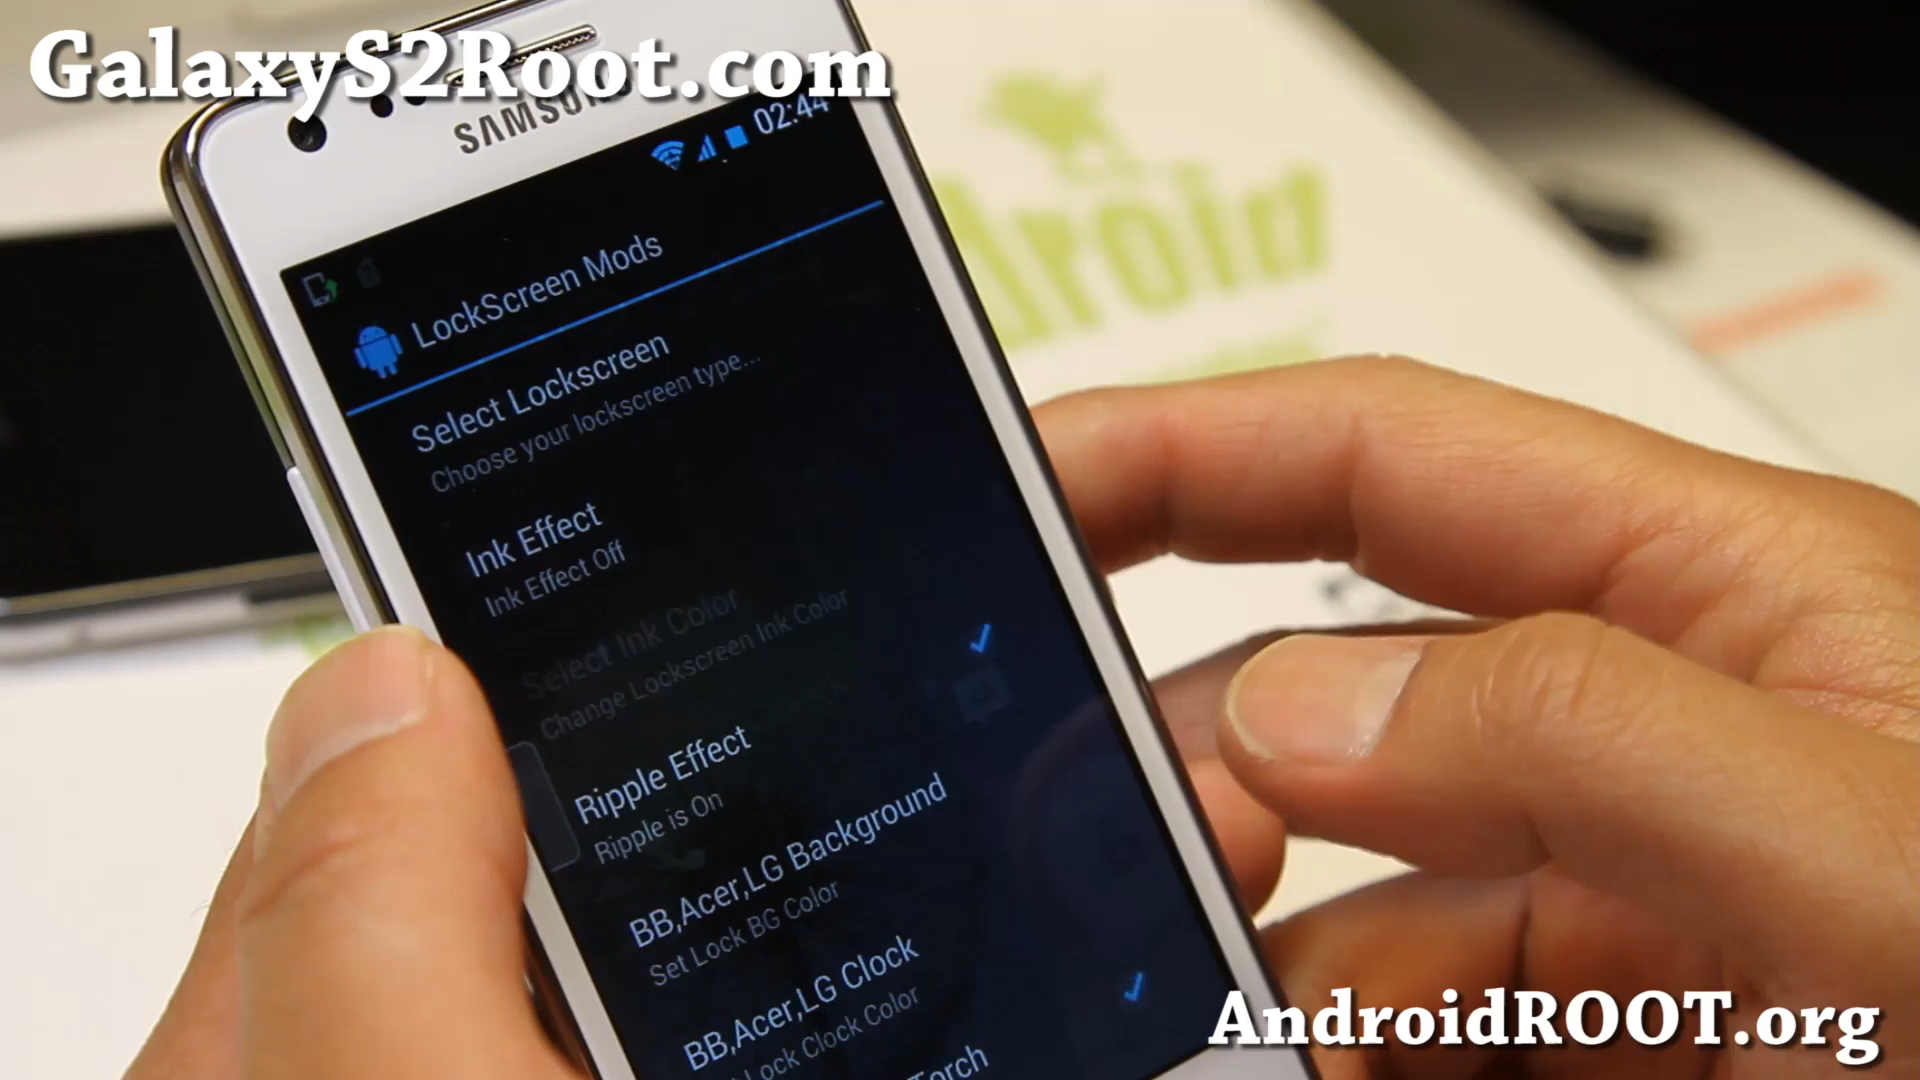 GalaxyS2Root.com
SAMSUNG
02:44
LockScreen Mods
Select Lockscreen
Choose your lockscreen type...
Ink Effect
Ink Effect Off
Select Ink Color
Change Lockscreen Ink Color
Ripple Effect
Ripple is On
BB,Acer,LG Background
Set Lock BG Color
BB,Acer,LG Clock
Lock Clock Color
Torch
android
AndroidROOT.org